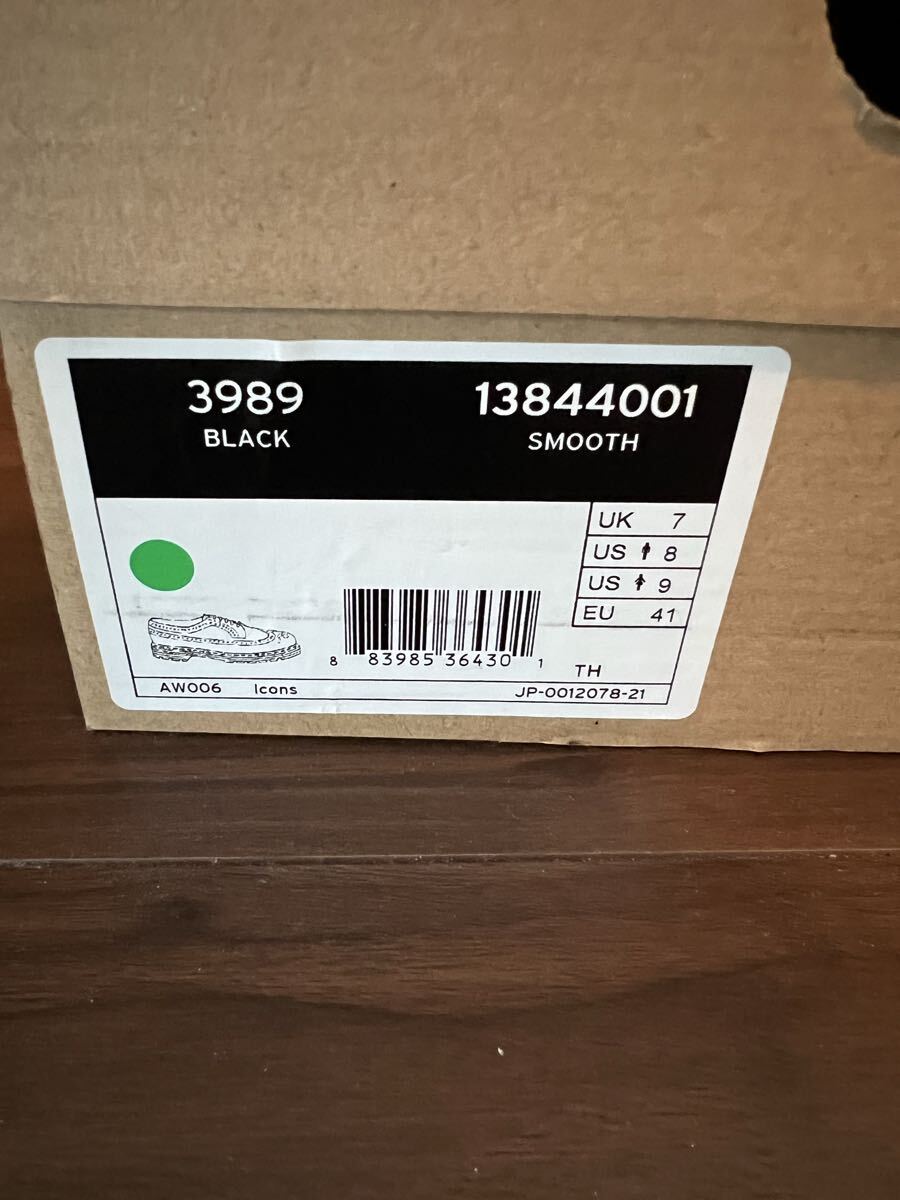 3989 13844001
BLACK SMOOTH
UK 7
US 8
US 9
EU 41
8 83985 36430 1
TH
AW006 Icons JP-0012078-21